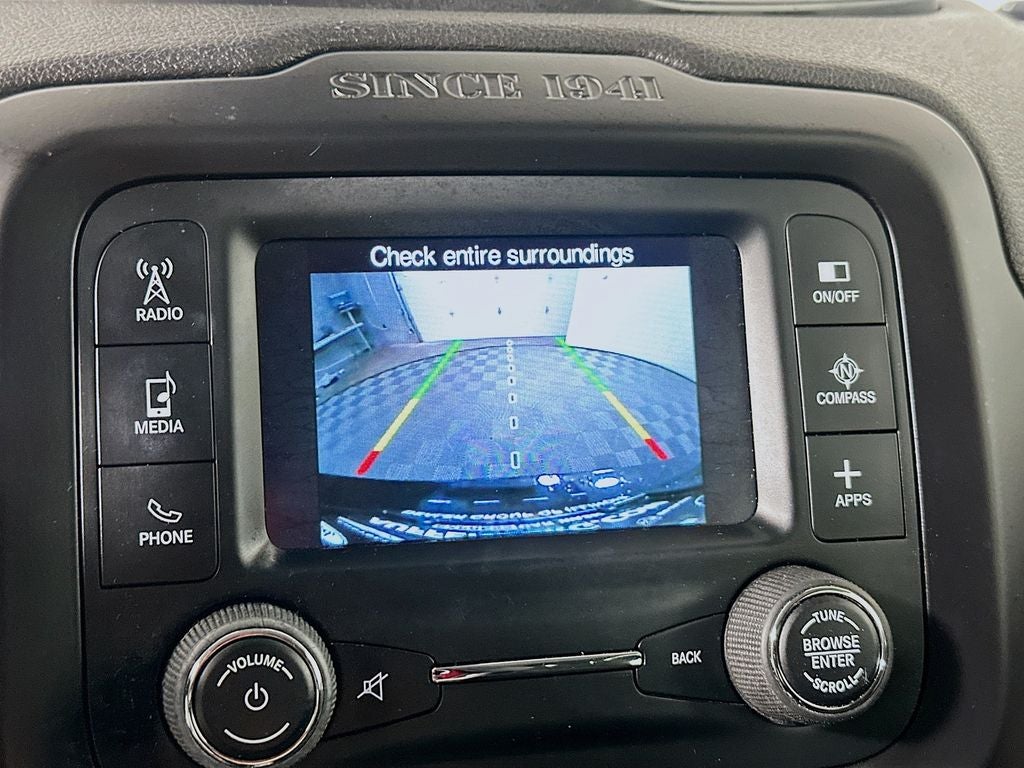 SINCE 1941
Check entire surroundings
RADIO
MEDIA
PHONE
ON/OFF
N
COMPASS
APPS
VOLUME
BACK
TUNE
BROWSE
ENTER
SCROLL